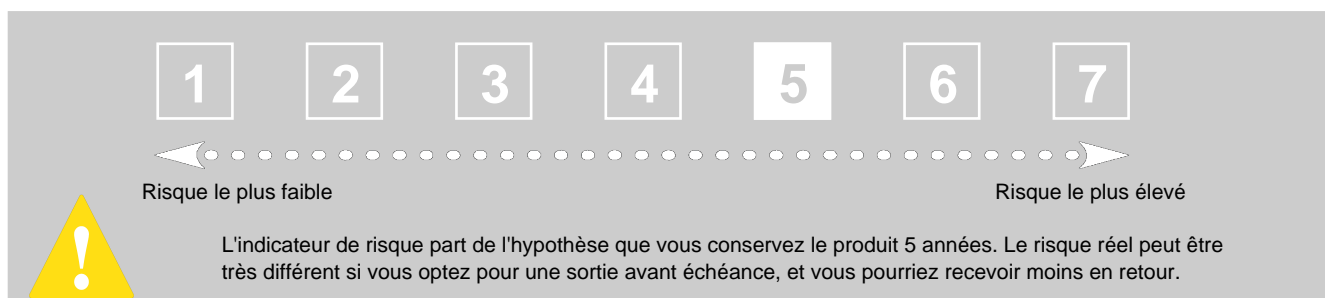 1 2 3 4 5 6 7
Risque le plus faible Risque le plus élevé
!
L'indicateur de risque part de l'hypothèse que vous conservez le produit 5 années. Le risque réel peut être
très différent si vous optez pour une sortie avant échéance, et vous pourriez recevoir moins en retour.